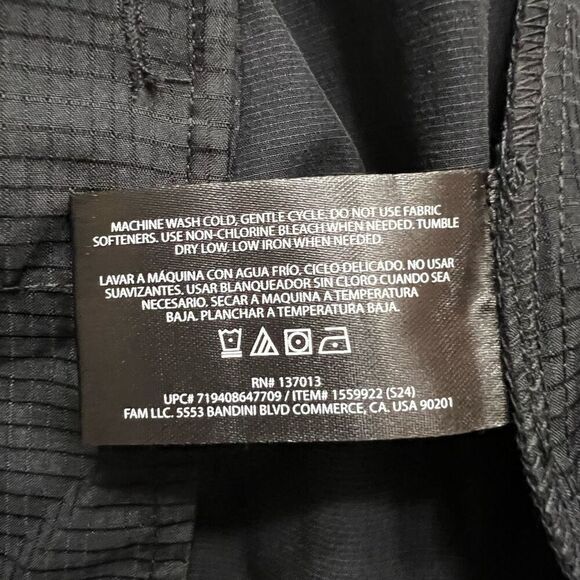 MACHINE WASH COLD, GENTLE CYCLE. DO NOT USE FABRIC
SOFTENERS. USE NON-CHLORINE BLEACH WHEN NEEDED. TUMBLE
DRY LOW. LOW IRON WHEN NEEDED.
LAVAR A MÁQUINA CON AGUA FRÍO. CICLO DELICADO. NO USAR
SUAVIZANTES. USAR BLANQUEADOR SIN CLORO CUANDO SEA
NECESARIO. SECAR A MAQUINA A TEMPERATURA
BAJA. PLANCHAR A TEMPERATURA BAJA.
RN# 137013
UPC# 719408647709 / ITEM# 1559922 (S24)
FAM LLC. 5553 BANDINI BLVD COMMERCE, CA. USA 90201